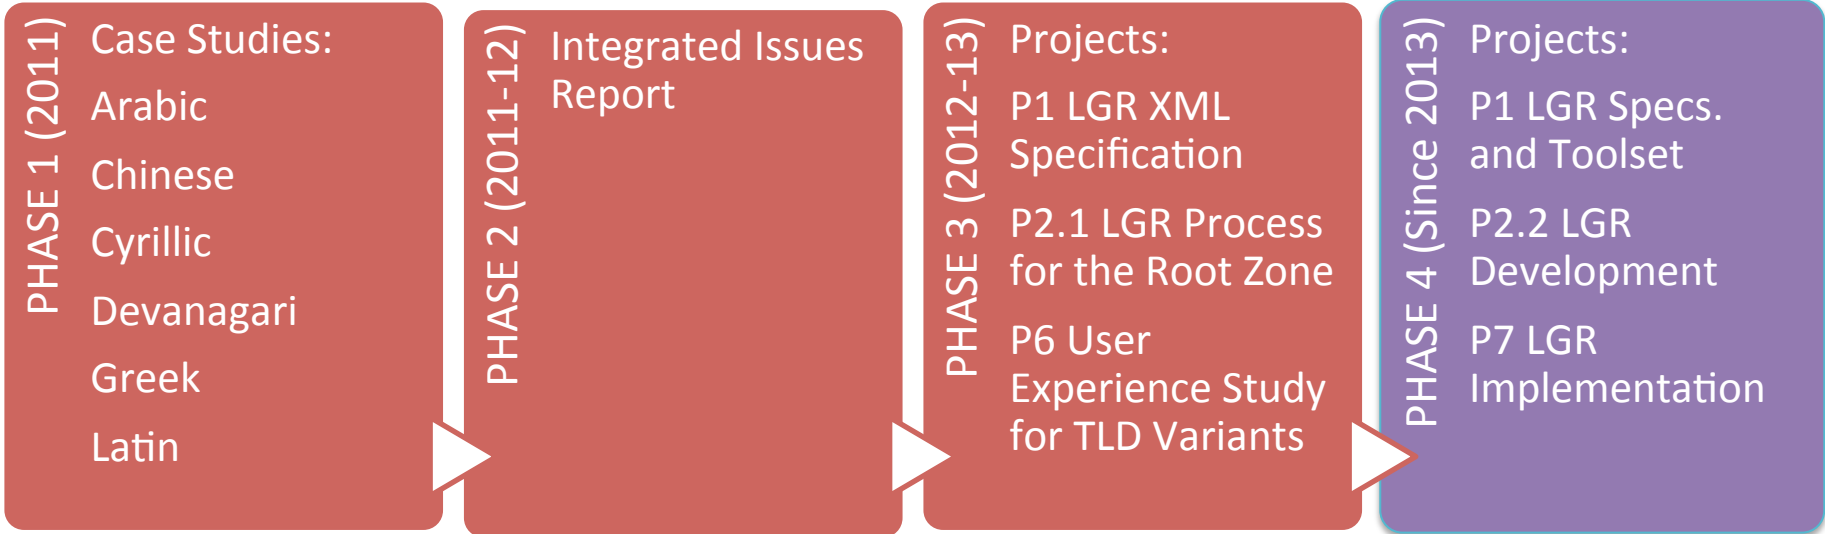 PHASE 1 (2011)
Case Studies:
Arabic
Chinese
Cyrillic
Devanagari
Greek
Latin
PHASE 2 (2011-12)
Integrated Issues
Report
PHASE 3 (2012-13)
Projects:
P1 LGR XML
Specification
P2.1 LGR Process
for the Root Zone
P6 User
Experience Study
for TLD Variants
PHASE 4 (Since 2013)
Projects:
P1 LGR Specs.
and Toolset
P2.2 LGR
Development
P7 LGR
Implementation